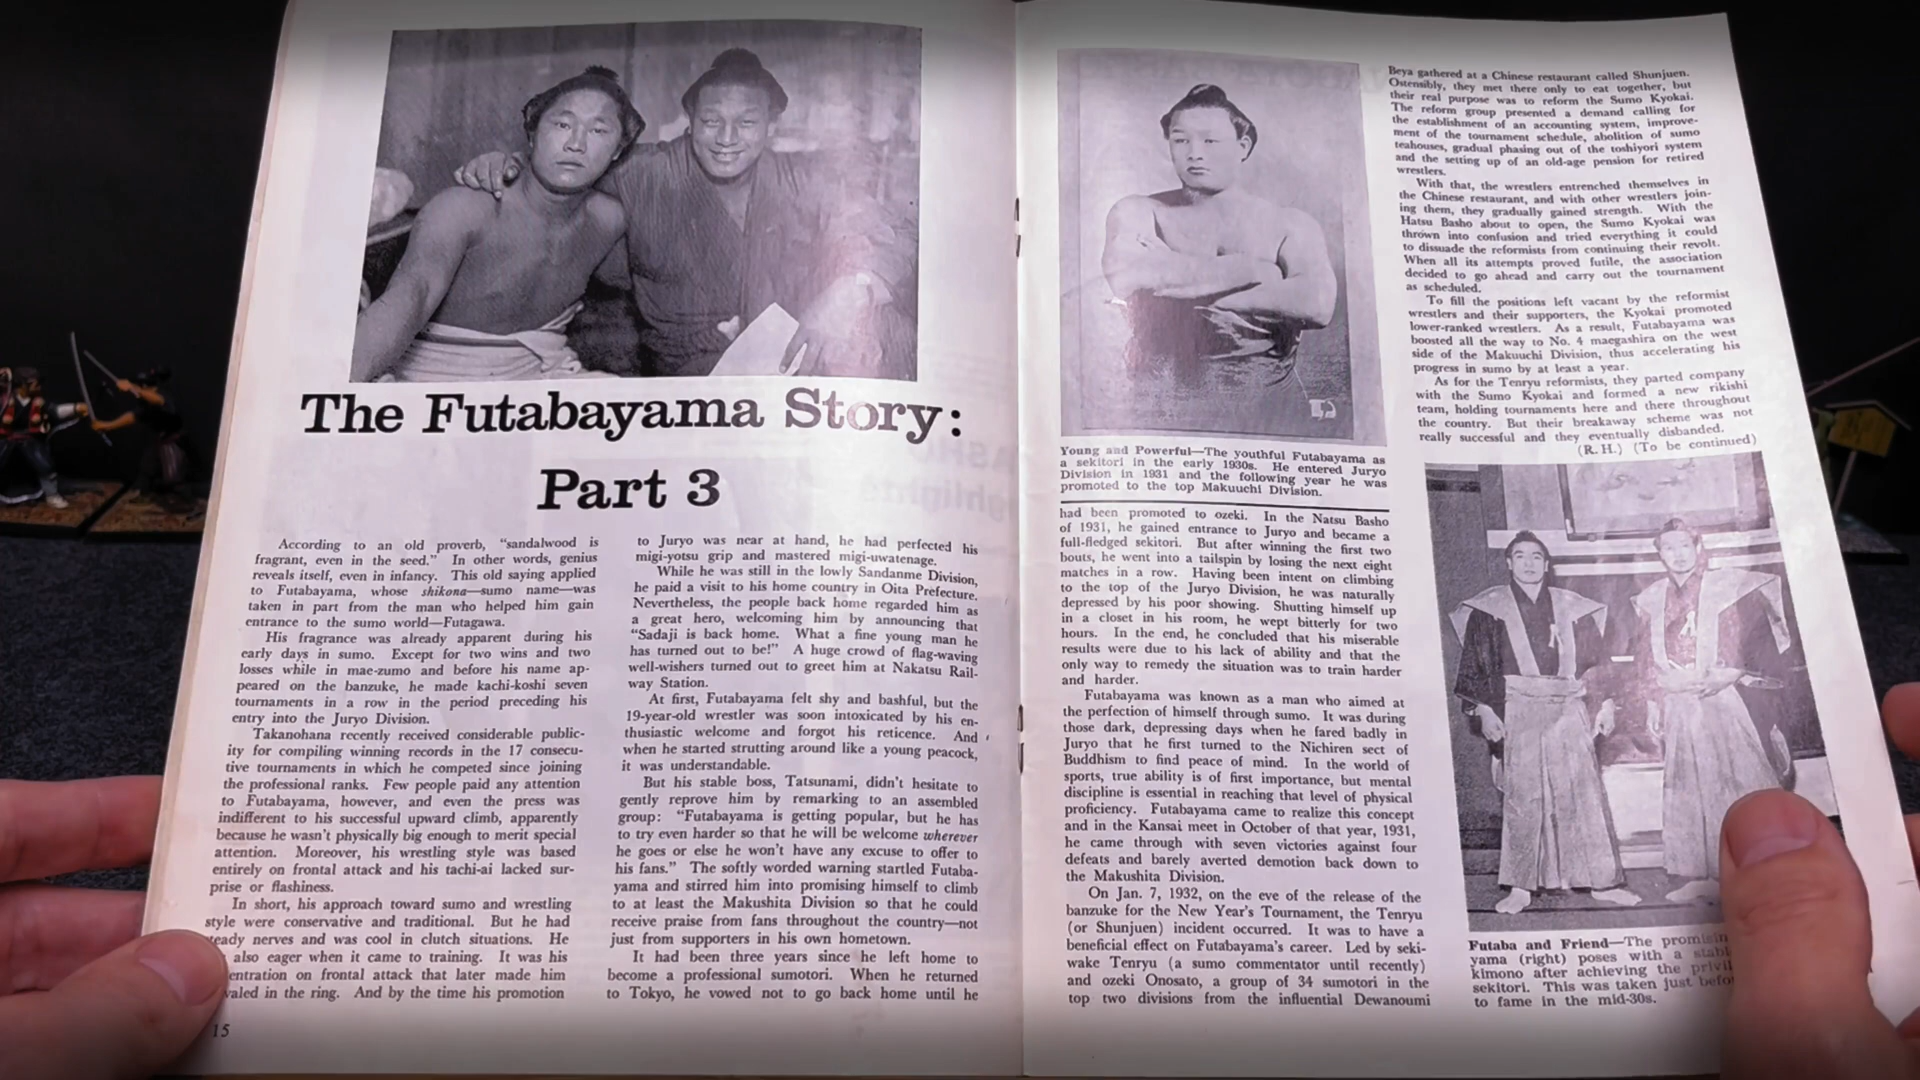 The Futabayama Story:
Part 3
According to an old proverb, "sandalwood is
fragrant, even in the seed." In other words, genius
reveals itself, even in infancy. This old saying applied
to Futabayama, whose shikona—sumo name—was
taken in part from the man who helped him gain
entrance to the sumo world—Futagawa.
His fragrance was already apparent during his
early days in sumo. Except for two wins and two
losses while in mae-zumo and before his name ap-
peared on the banzuke, he made kachi-koshi seven
tournaments in a row in the period preceding his
entry into the Juryo Division.
Takanohana recently received considerable public-
ity for compiling winning records in the 17 consecu-
tive tournaments in which he competed since joining
the professional ranks. Few people paid any attention
to Futabayama, however, and even the press was
indifferent to his successful upward climb, apparently
because he wasn't physically big enough to merit special
attention. Moreover, his wrestling style was based
entirely on frontal attack and his tachi-ai lacked sur-
prise or flashiness.
In short, his approach toward sumo and wrestling
style were conservative and traditional. But he had
eady nerves and was cool in clutch situations. He
also eager when it came to training. It was his
entration on frontal attack that later made him
valed in the ring. And by the time his promotion
15
to Juryo was near at hand, he had perfected his
migi-yotsu grip and mastered migi-uwatenage.
While he was still in the lowly Sandanme Division,
he paid a visit to his home country in Oita Prefecture.
Nevertheless, the people back home regarded him as
a great hero, welcoming him by announcing that
"Sadaji is back home. What a fine young man he
has turned out to be!" A huge crowd of flag-waving
well-wishers turned out to greet him at Nakatsu Rail-
way Station.
At first, Futabayama felt shy and bashful, but the
19-year-old wrestler was soon intoxicated by his en-
thusiastic welcome and forgot his reticence. And
when he started strutting around like a young peacock,
it was understandable.
But his stable boss, Tatsunami, didn't hesitate to
gently reprove him by remarking to an assembled
group: "Futabayama is getting popular, but he has
to try even harder so that he will be welcome wherever
he goes or else he won't have any excuse to offer to
his fans." The softly worded warning startled Futaba-
yama and stirred him into promising himself to climb
to at least the Makushita Division so that he could
receive praise from fans throughout the country—not
just from supporters in his own hometown.
It had been three years since he left home to
become a professional sumotori. When he returned
to Tokyo, he vowed not to go back home until he
Young and Powerful—The youthful Futabayama as
a sekitori in the early 1930s. He entered Juryo
Division in 1931 and the following year he was
promoted to the top Makuuchi Division.
had been promoted to ozeki. In the Natsu Basho
of 1931, he gained entrance to Juryo and became a
full-fledged sekitori. But after winning the first two
bouts, he went into a tailspin by losing the next eight
matches in a row. Having been intent on climbing
to the top of the Juryo Division, he was naturally
depressed by his poor showing. Shutting himself up
in a closet in his room, he wept bitterly for two
hours. In the end, he concluded that his miserable
results were due to his lack of ability and that the
only way to remedy the situation was to train harder
and harder.
Futabayama was known as a man who aimed at
the perfection of himself through sumo. It was during
those dark, depressing days when he fared badly in
Juryo that he first turned to the Nichiren sect of
Buddhism to find peace of mind. In the world of
sports, true ability is of first importance, but mental
discipline is essential in reaching that level of physical
proficiency. Futabayama came to realize this concept
and in the Kansai meet in October of that year, 1931,
he came through with seven victories against four
defeats and barely averted demotion back down to
the Makushita Division.
On Jan. 7, 1932, on the eve of the release of the
banzuke for the New Year's Tournament, the Tenryu
(or Shunjuen) incident occurred. It was to have a
beneficial effect on Futabayama's career. Led by seki-
wake Tenryu (a sumo commentator until recently)
and ozeki Onosato, a group of 34 sumotori in the
top two divisions from the influential Dewanoumi
Beya gathered at a Chinese restaurant called Shunjuen.
Ostensibly, they met there only to eat together, but
their real purpose was to reform the Sumo Kyokai.
The reform group presented a demand calling for
the establishment of an accounting system, improve-
ment of the tournament schedule, abolition of sumo
teahouses, gradual phasing out of the toshiyori system
and the setting up of an old-age pension for retired
wrestlers.
With that, the wrestlers entrenched themselves in
the Chinese restaurant, and with other wrestlers join-
ing them, they gradually gained strength. With the
Hatsu Basho about to open, the Sumo Kyokai was
thrown into confusion and tried everything it could
to dissuade the reformists from continuing their revolt.
When all its attempts proved futile, the association
decided to go ahead and carry out the tournament
as scheduled.
To fill the positions left vacant by the reformist
wrestlers and their supporters, the Kyokai promoted
lower-ranked wrestlers. As a result, Futabayama was
boosted all the way to No. 4 maegashira on the west
side of the Makuuchi Division, thus accelerating his
progress in sumo by at least a year.
As for the Tenryu reformists, they parted company
with the Sumo Kyokai and formed a new rikishi
team, holding tournaments here and there throughout
the country. But their breakaway scheme was not
really successful and they eventually disbanded.
(R. H.) (To be continued)
Futaba and Friend—The promisin
yama (right) poses with a stabl
kimono after achieving the privil
sekitori. This was taken just befo
to fame in the mid-30s.